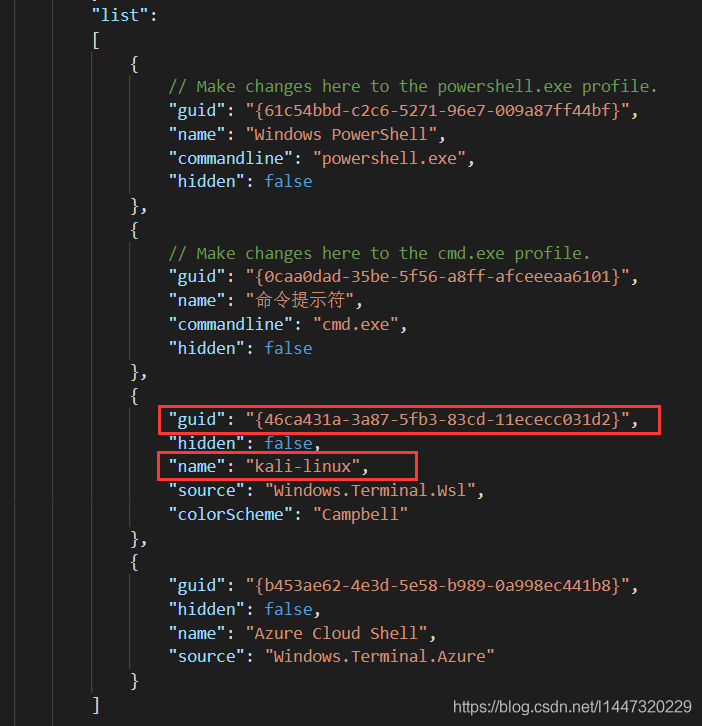 "list":
[
{
// Make changes here to the powershell.exe profile.
"guid": "{61c54bbd-c2c6-5271-96e7-009a87ff44bf}",
"name": "Windows PowerShell",
"commandline": "powershell.exe",
"hidden": false
},
{
// Make changes here to the cmd.exe profile.
"guid": "{0caa0dad-35be-5f56-a8ff-afceeeaa6101}",
"name": "命令提示符",
"commandline": "cmd.exe",
"hidden": false
},
{
"guid": "{46ca431a-3a87-5fb3-83cd-11ececc031d2}",
"hidden": false,
"name": "kali-linux",
"source": "Windows.Terminal.Wsl",
"colorScheme": "Campbell"
},
{
"guid": "{b453ae62-4e3d-5e58-b989-0a998ec441b8}",
"hidden": false,
"name": "Azure Cloud Shell",
"source": "Windows.Terminal.Azure"
}
]
https://blog.csdn.net/l1447320229